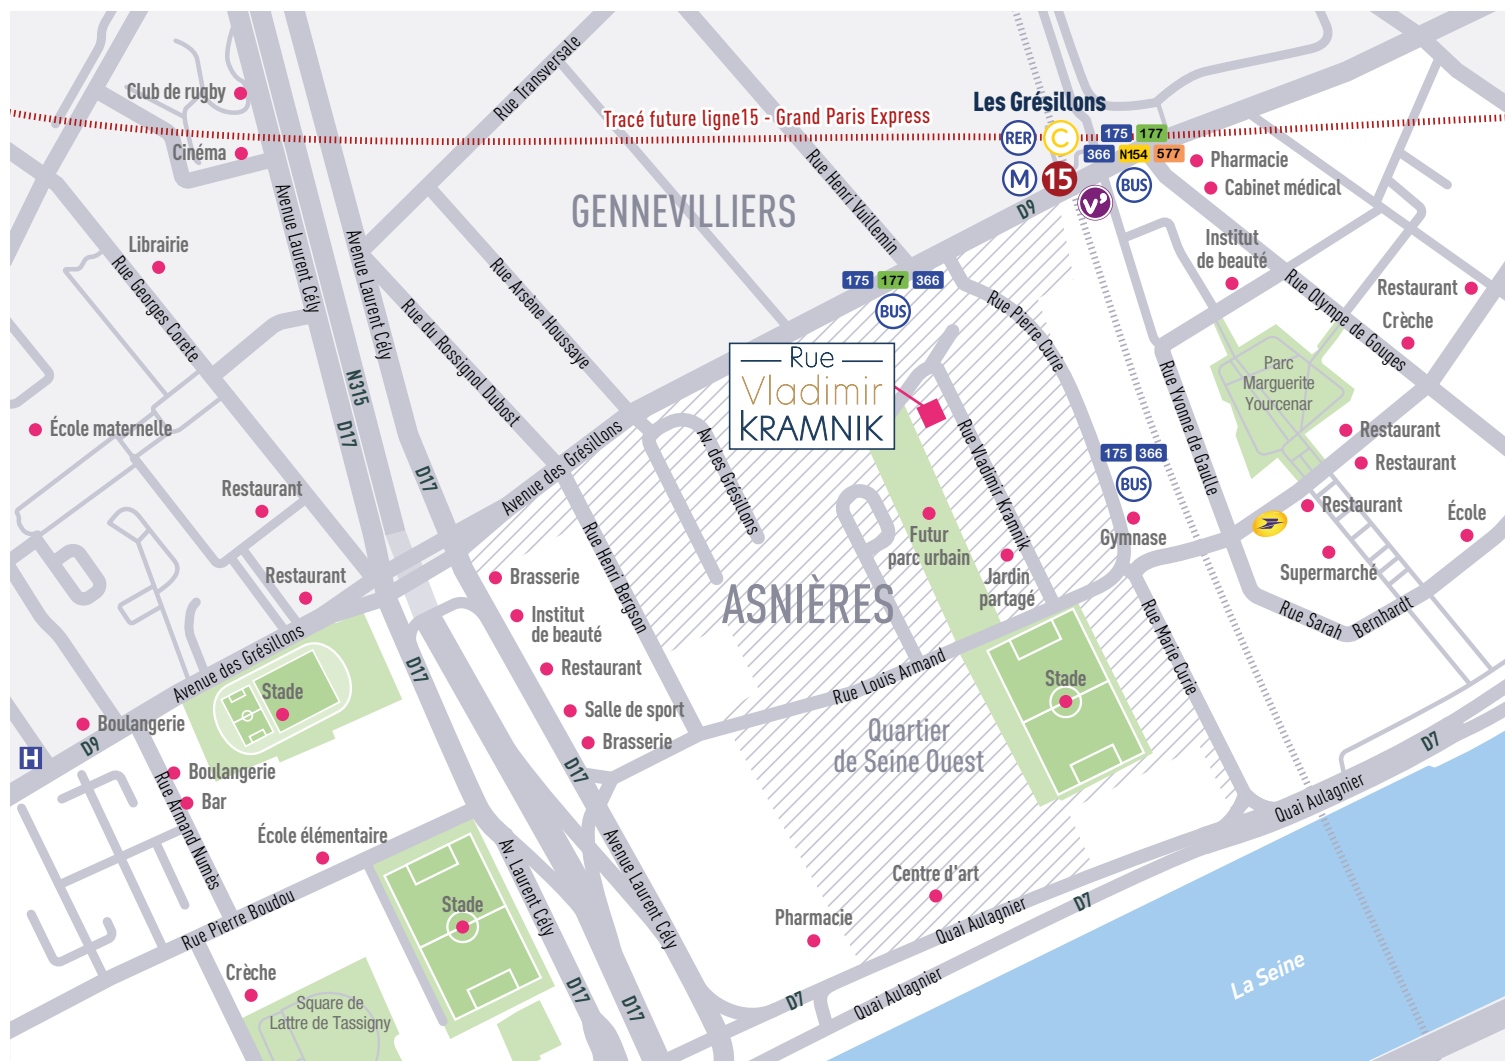 Rue Transversale
Club de rugby
Tracé future ligne15 - Grand Paris Express
Les Grésillons
RER
C
175
177
366
N154
577
M
15
BUS
V'
Pharmacie
Cabinet médical
Cinéma
D9
GENNEVILLIERS
Rue Henri Vuillemin
Avenue Laurent Cély
Avenue Laurent Cély
Librairie
Rue Georges Corete
Rue Arsène Houssaye
Rue du Rossignol Dubost
Institut
de beauté
175
177
366
BUS
Rue Pierre Curie
Rue Olympe de Gouges
Restaurant
Crèche
Rue
Vladimir
KRAMNIK
Parc
Marguerite
Yourcenar
Rue Yvonne de Gaulle
N315
D17
D17
École maternelle
Avenue des Grésillons
Av. des Grésillons
Rue Vladimir Kramnik
175
366
BUS
Gymnase
Restaurant
Restaurant
Restaurant
École
Supermarché
Restaurant
Restaurant
Rue Henri Bergson
Futur
parc urbain
Jardin
partagé
ASNIÈRES
Brasserie
Institut
de beauté
Restaurant
Salle de sport
Brasserie
Rue Sarah Bernhardt
Rue Marie Curie
Avenue des Grésillons
Stade
D17
Rue Louis Armand
Stade
Quartier
de Seine Ouest
Boulangerie
D9
H
Boulangerie
Bar
Rue Armand Numès
D17
D7
Quai Aulagnier
École élémentaire
Av. Laurent Cély
Avenue Laurent Cély
Rue Pierre Boudou
Stade
Centre d'art
Pharmacie
Quai Aulagnier
D7
Crèche
Square de
Lattre de Tassigny
D17
D17
D7
Quai Aulagnier
La Seine